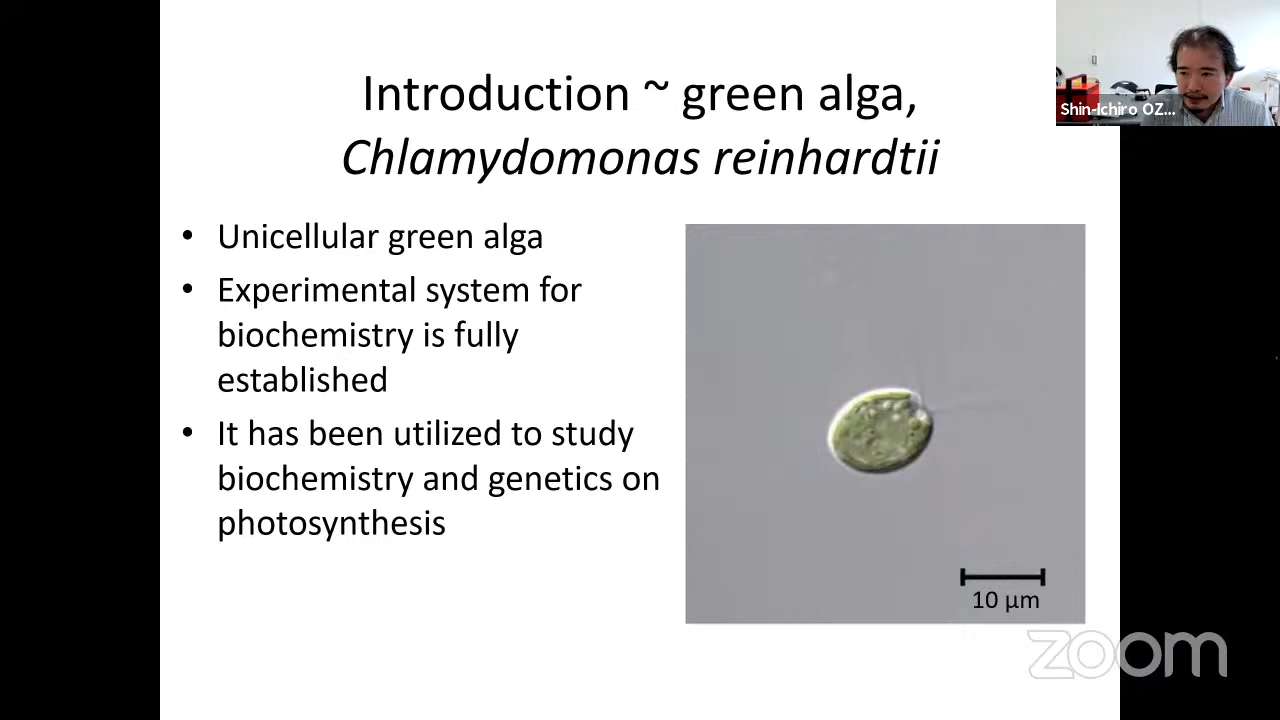 Introduction ~ green alga,
Chlamydomonas reinhardtii
Shin-Ichiro OZ...
• Unicellular green alga
• Experimental system for
biochemistry is fully
established
• It has been utilized to study
biochemistry and genetics on
photosynthesis
10 μm
zoom